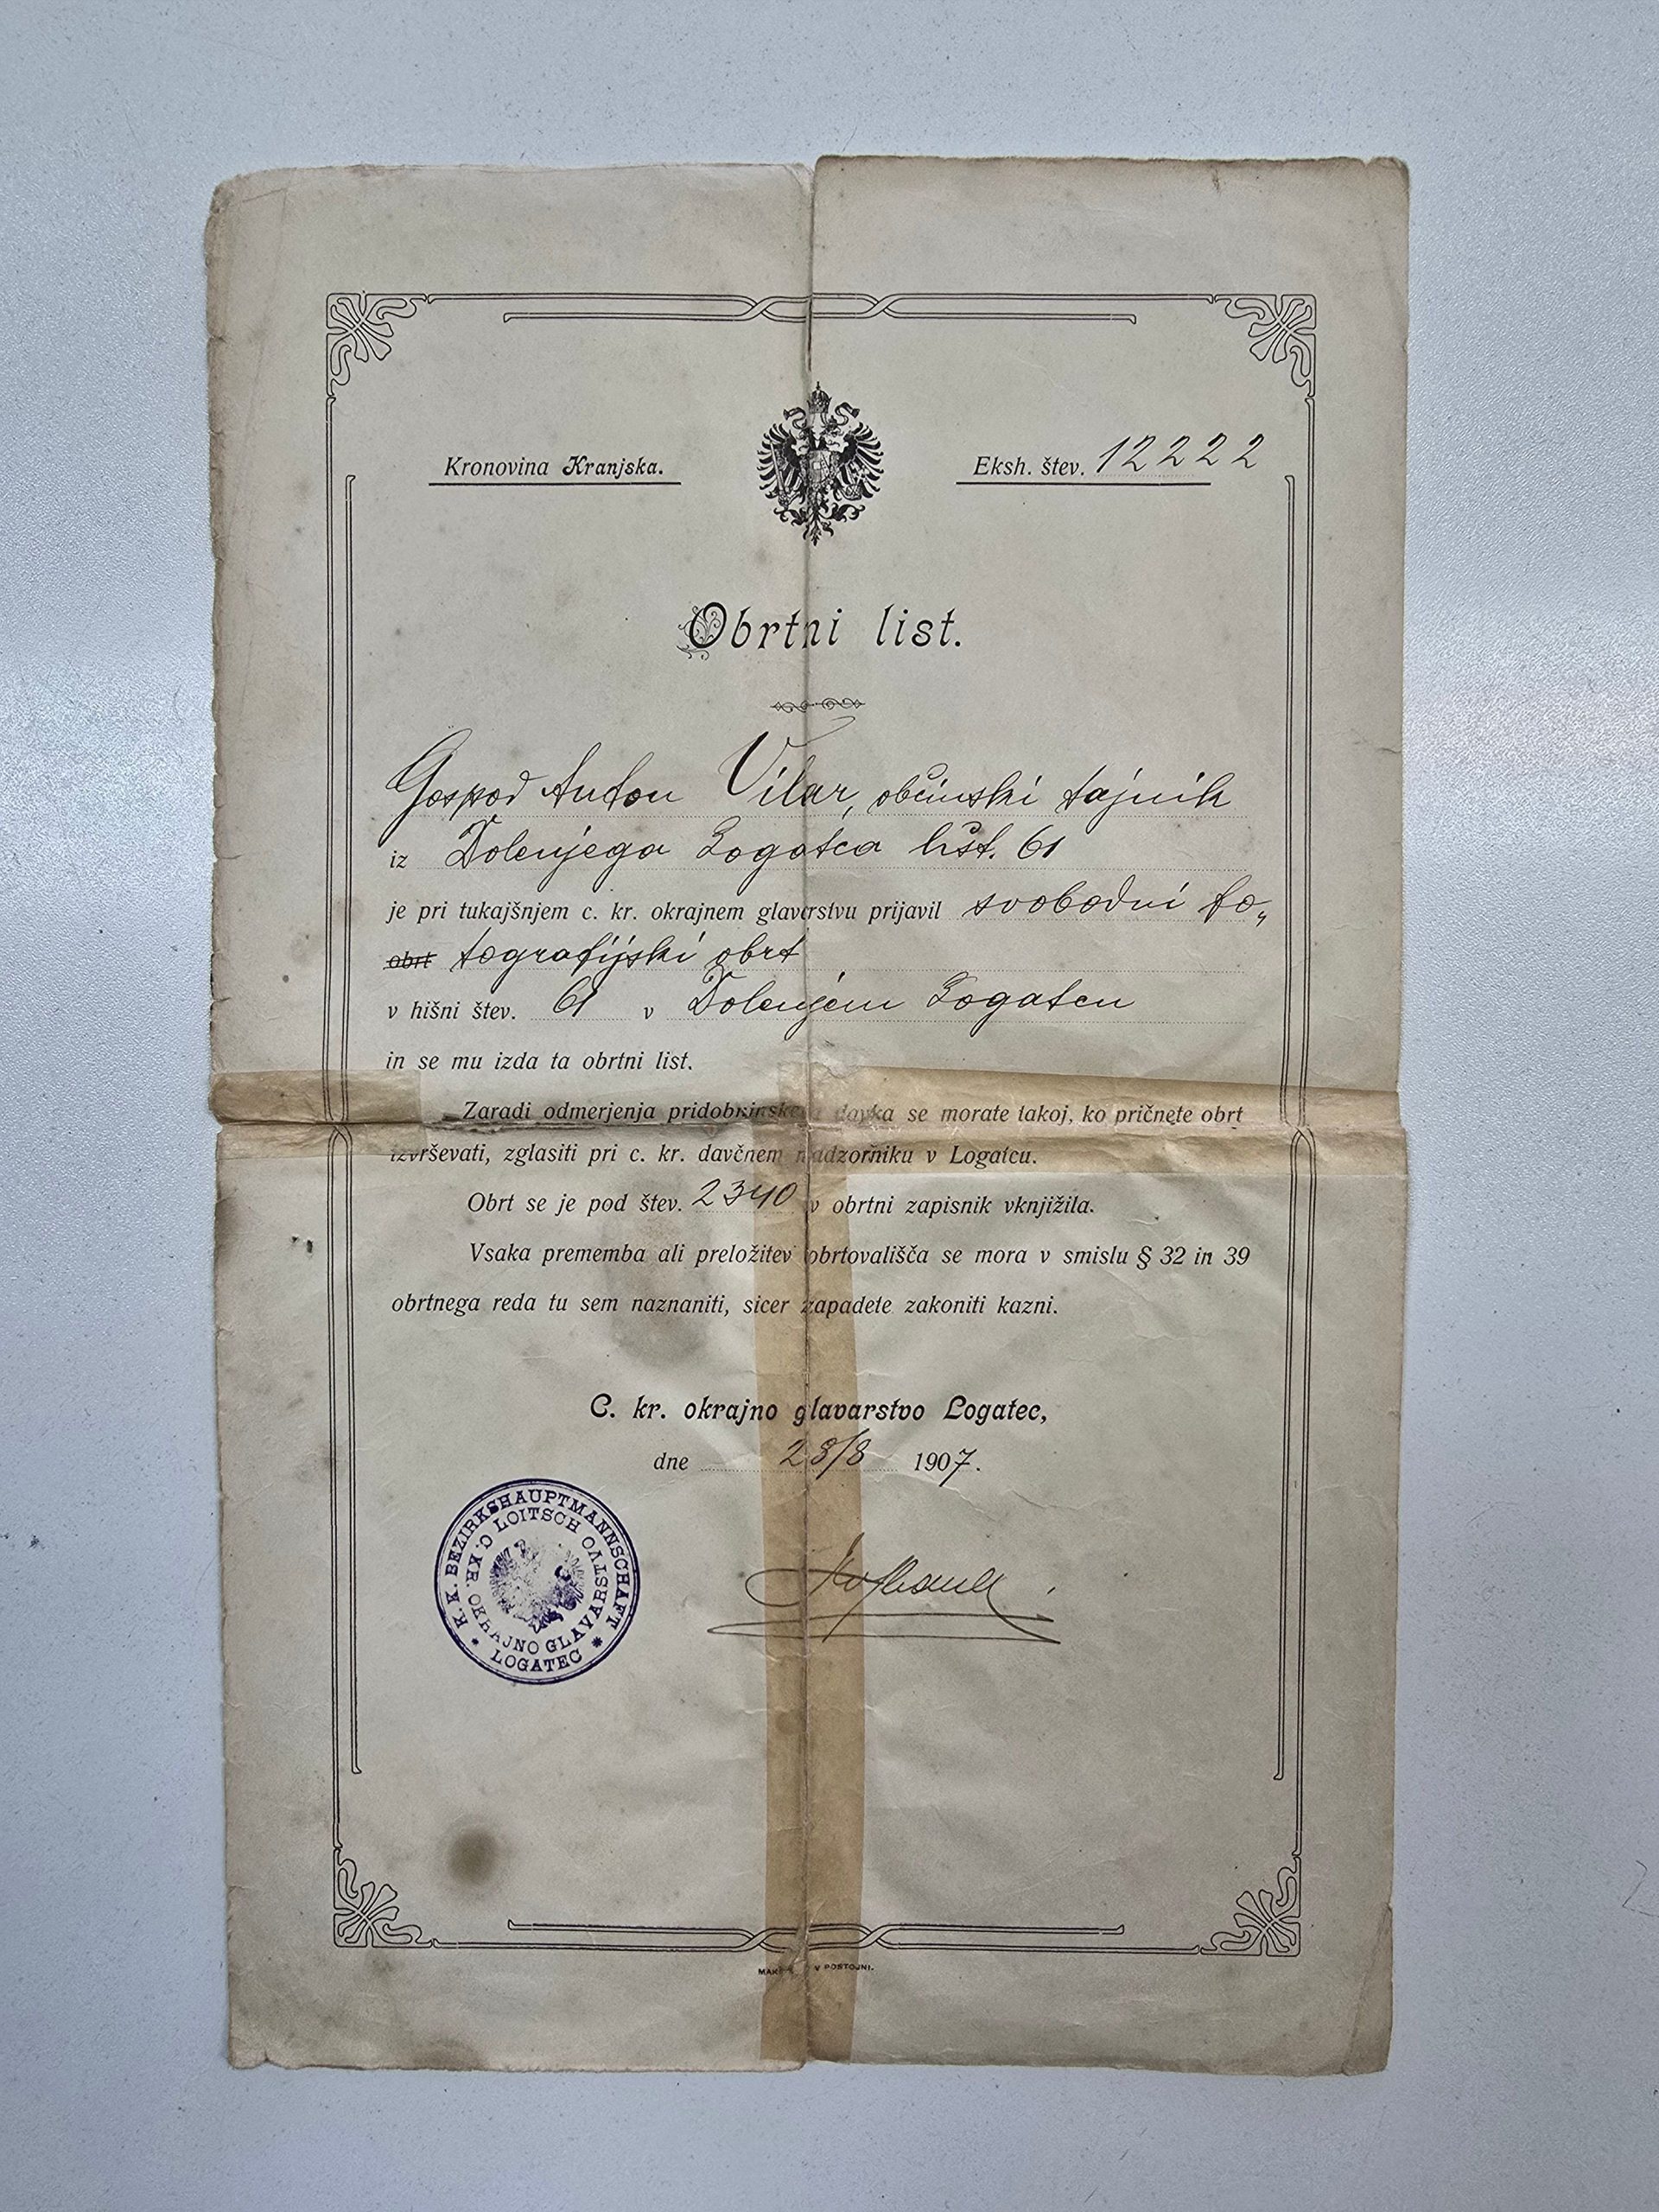 Kronovina Kranjska.
Eksh. štev. 12222
Obrtni list.
Gospod Anton Vilar, občinski tajnik
iz Dolenjega Logatca hšt. 61
je pri tukajšnjem c. kr. okrajnem glavarstvu prijavil svobodni fo„
obrt tografijski obrt
v hišni štev. 61 v Dolenjem Logatcu
in se mu izda ta obrtni list.
Zaradi odmerjenja pridobninskega davka se morate takoj, ko pričnete obrt
izvrševati, zglasiti pri c. kr. davčnem nadzorniku v Logatcu.
Obrt se je pod štev. 2340 v obrtni zapisnik vknjižila.
Vsaka prememba ali preložitev obrtovališča se mora v smislu § 32 in 39
obrtnega reda tu sem naznaniti, sicer zapadete zakoniti kazni.
C. kr. okrajno glavarstvo Logatec,
dne 28/8 1907.
K. K. BEZIRKSHAUPTMANNSCHAFT
LOITSCH
C. KR. OKRAJNO GLAVARSTVO
LOGATEC
V POSTOJNI.